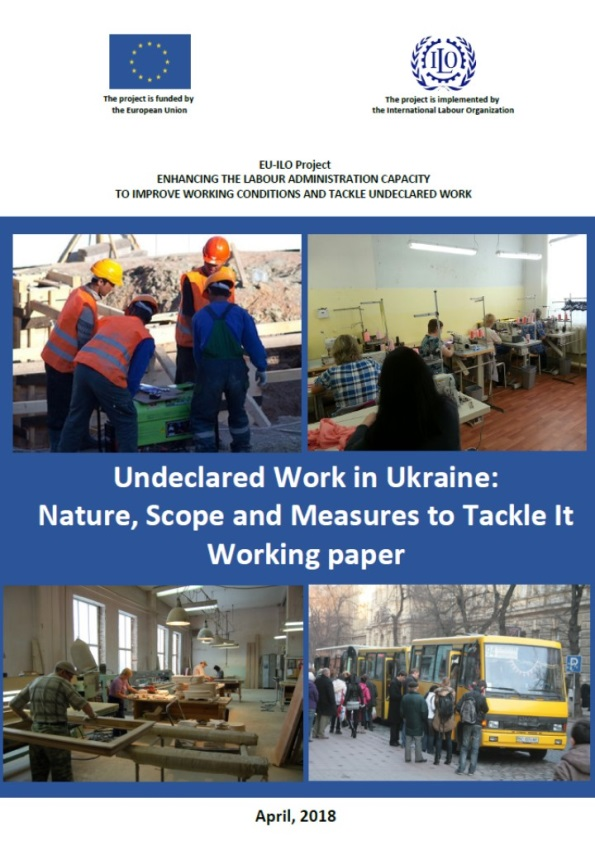 ILO
The project is funded by
the European Union
The project is implemented by
the International Labour Organization
EU-ILO Project
ENHANCING THE LABOUR ADMINISTRATION CAPACITY
TO IMPROVE WORKING CONDITIONS AND TACKLE UNDECLARED WORK
Undeclared Work in Ukraine:
Nature, Scope and Measures to Tackle It
Working paper
P
April, 2018